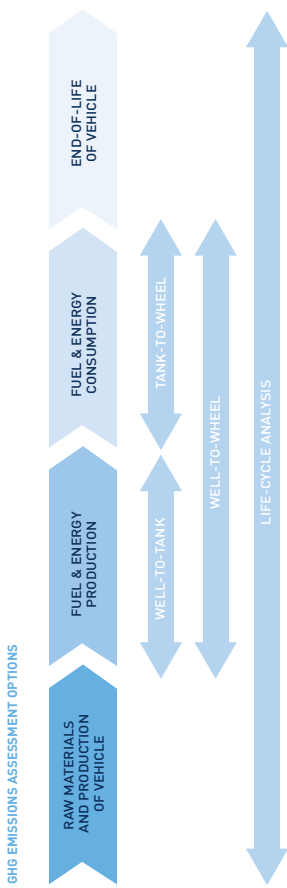 GHG EMISSIONS ASSESSMENT OPTIONS
RAW MATERIALS
AND PRODUCTION
OF VEHICLE
FUEL & ENERGY
PRODUCTION
FUEL & ENERGY
CONSUMPTION
END-OF-LIFE
OF VEHICLE
WELL-TO-TANK
TANK-TO-WHEEL
WELL-TO-WHEEL
LIFE-CYCLE ANALYSIS